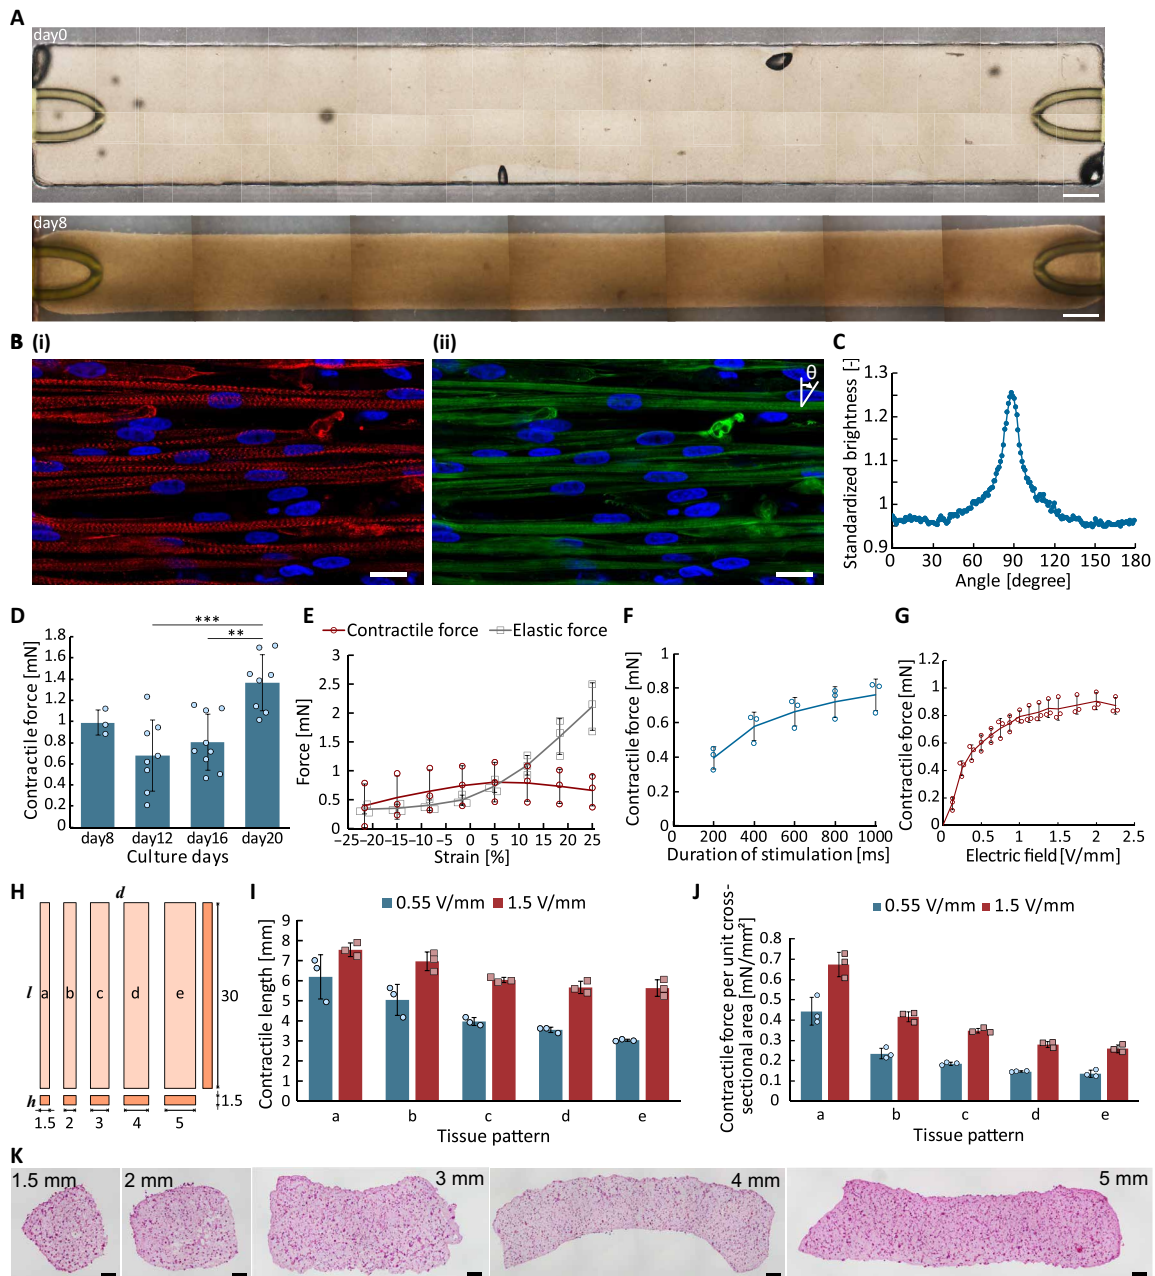 A
day0
day8
B (i)
(ii)
θ
C
Standardized brightness [-]
1.3
1.2
1.1
1
0.9
0 30 60 90 120 150 180
Angle [degree]
D
Contractile force [mN]
1.8
1.6
1.4
1.2
1
0.8
0.6
0.4
0.2
0
***
**
day8 day12 day16 day20
Culture days
E
Contractile force Elastic force
Force [mN]
3
2.5
2
1.5
1
0.5
0
−25−20 −15 −10 −5 0 5 10 15 20 25
Strain [%]
F
Contractile force [mN]
1
0.8
0.6
0.4
0.2
0
0 200 400 600 800 1000
Duration of stimulation [ms]
G
Contractile force [mN]
1.2
1
0.8
0.6
0.4
0.2
0
0 0.5 1 1.5 2 2.5
Electric field [V/mm]
H
d
l a b c d e 30
h 1.5
1.5 2 3 4 5
I
0.55 V/mm 1.5 V/mm
Contractile length [mm]
9
8
7
6
5
4
3
2
1
0
a b c d e
Tissue pattern
J
0.55 V/mm 1.5 V/mm
Contractile force per unit cross-
sectional area [mN/mm²]
0.8
0.7
0.6
0.5
0.4
0.3
0.2
0.1
0
a b c d e
Tissue pattern
K
1.5 mm 2 mm 3 mm 4 mm 5 mm